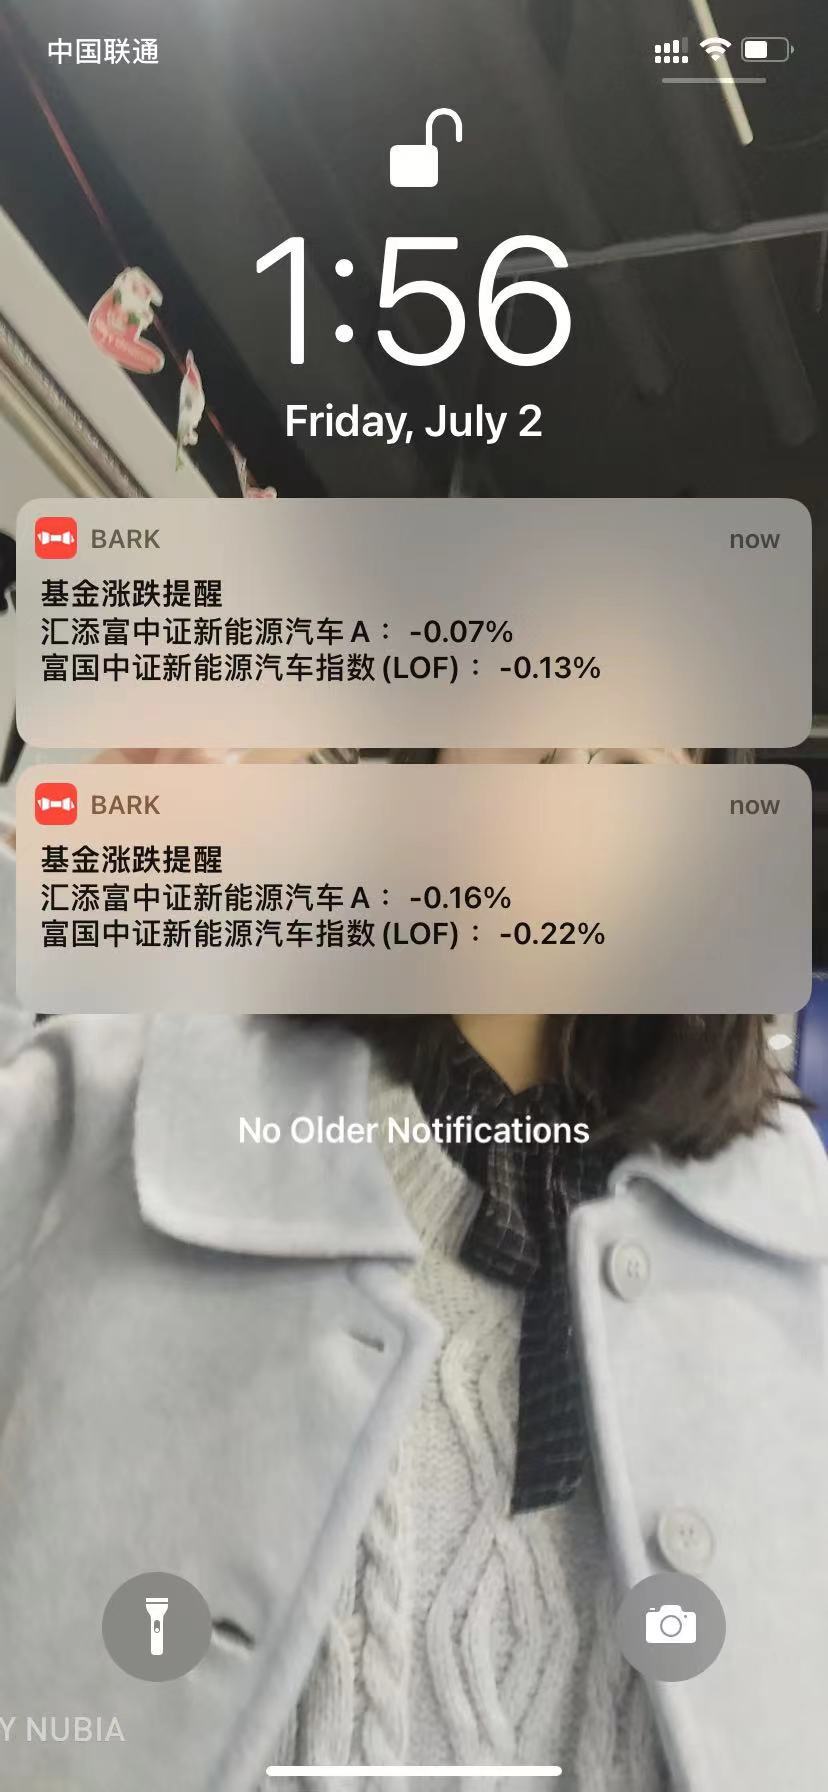 中国联通
1:56
Friday, July 2
BARK now
基金涨跌提醒
汇添富中证新能源汽车A：-0.07%
富国中证新能源汽车指数(LOF)：-0.13%
BARK now
基金涨跌提醒
汇添富中证新能源汽车A：-0.16%
富国中证新能源汽车指数(LOF)：-0.22%
No Older Notifications
Y NUBIA